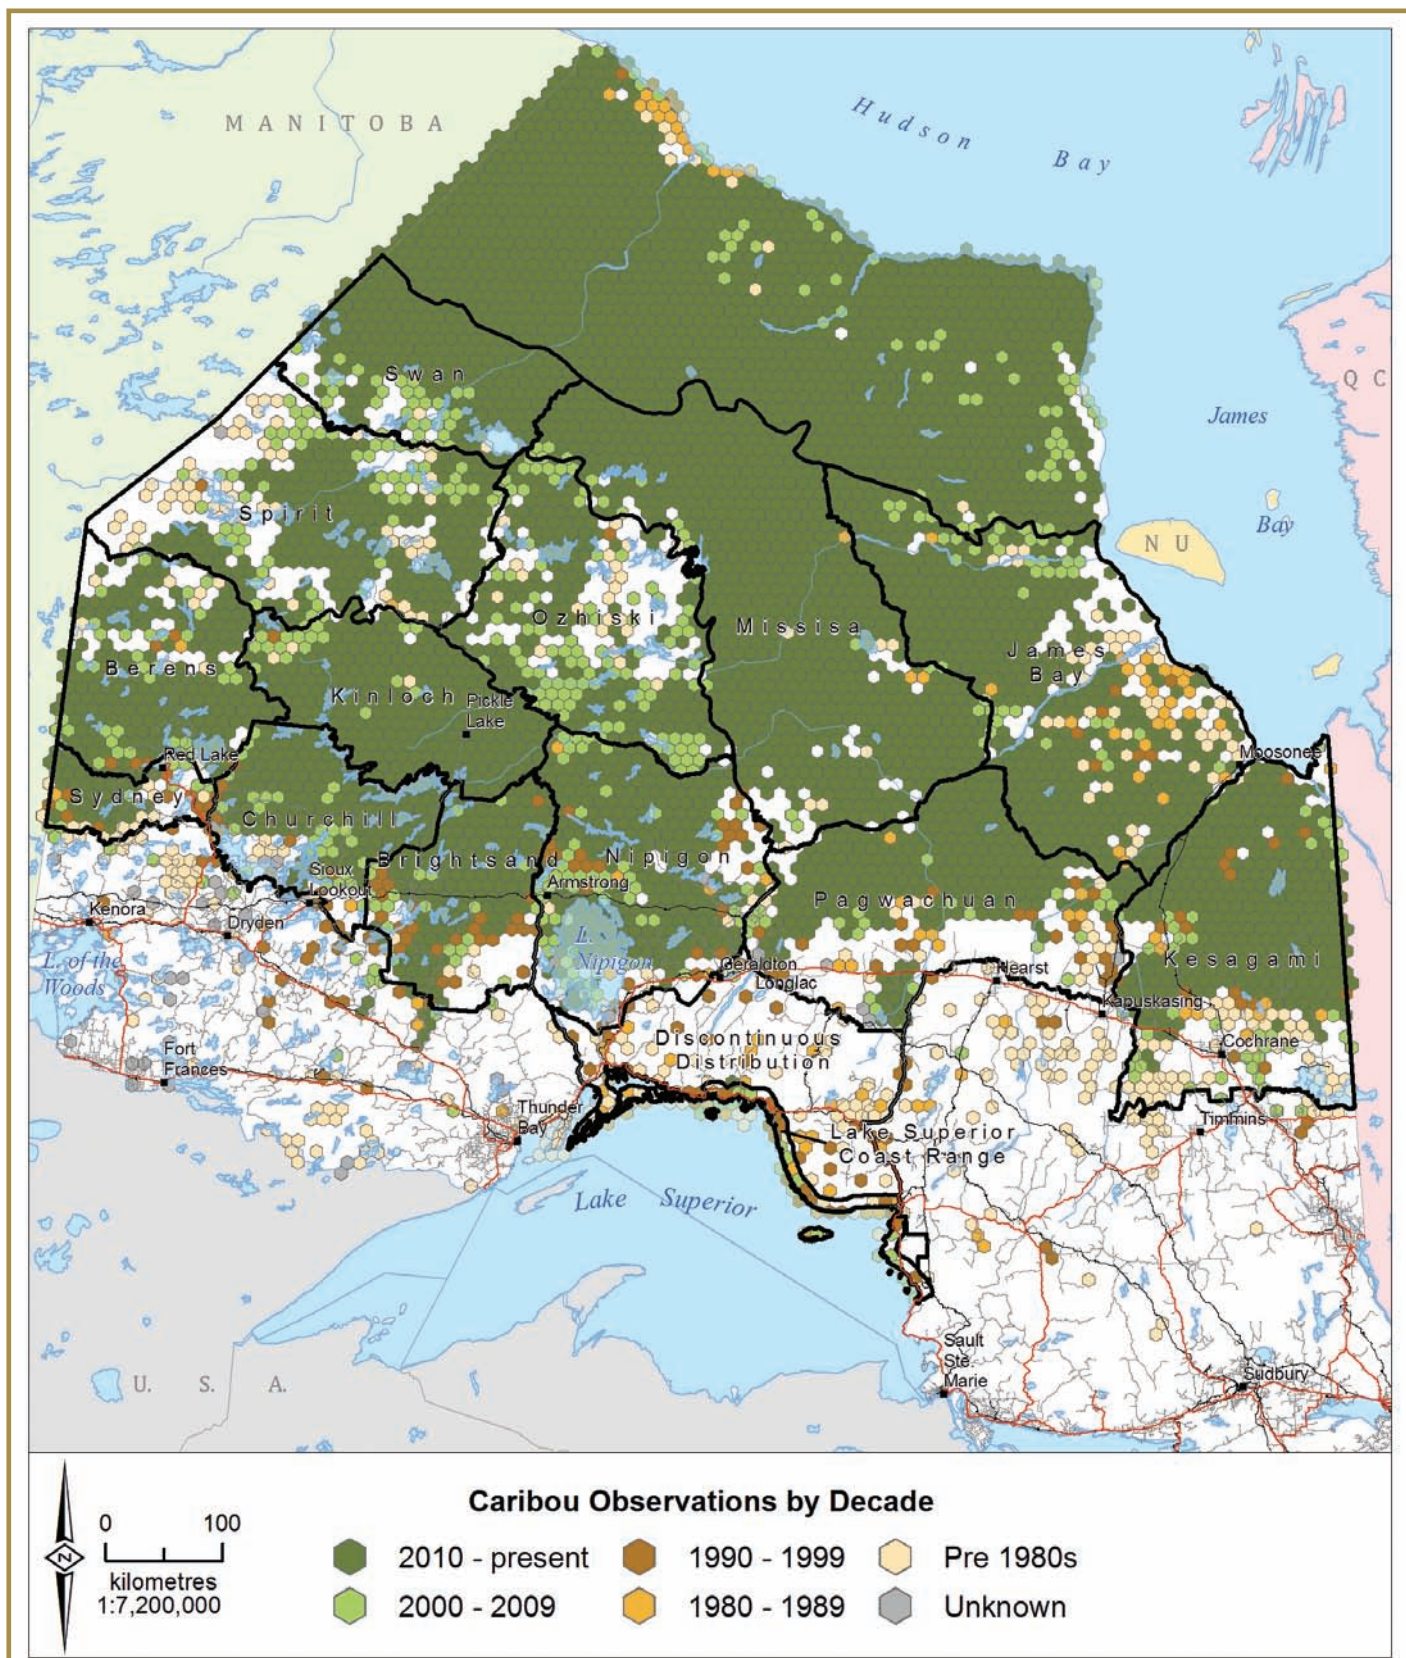 MANITOBA
Hudson Bay
QC
Swan
James
Bay
NU
Spirit
Ozhiski
Missisa
James
Bay
Berens
Kinloch
Pickle
Lake
Red Lake
Moosonee
Sydney
Churchill
Brightsand
Nipigon
Sioux
Lookout
Armstrong
Pagwachuan
Kenora
Dryden
L. of the
Woods
L.
Nipigon
Geraldton
Longlac
Hearst
Kesagami
Kapuskasing
Cochrane
Discontinuous
Distribution
Fort
Frances
Thunder
Bay
Timmins
Lake Superior
Coast Range
Lake Superior
Sault
Ste.
Marie
Sudbury
U. S. A.
Caribou Observations by Decade
N
0 100
kilometres
1:7,200,000
2010 - present
1990 - 1999
Pre 1980s
2000 - 2009
1980 - 1989
Unknown